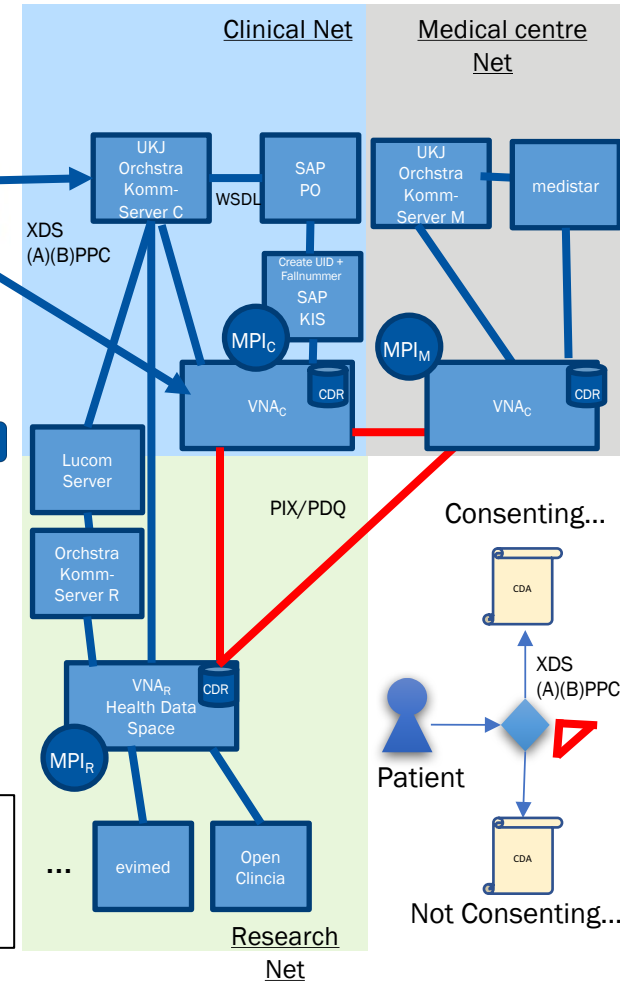 Clinical Net
Medical centre
Net
UKJ
Orchstra
Komm-
Server C
WSDL
SAP
PO
UKJ
Orchstra
Komm-
Server M
medistar
XDS
(A)(B)PPC
Create UID +
Fallnummer
SAP
KIS
MPIC
MPIM
VNAC
CDR
VNAC
CDR
Lucom
Server
PIX/PDQ
Orchstra
Komm-
Server R
Consenting...
CDA
XDS
(A)(B)PPC
VNAR
Health Data
Space
CDR
MPIR
Patient
...
evimed
Open
Clincia
CDA
Not Consenting...
Research
Net